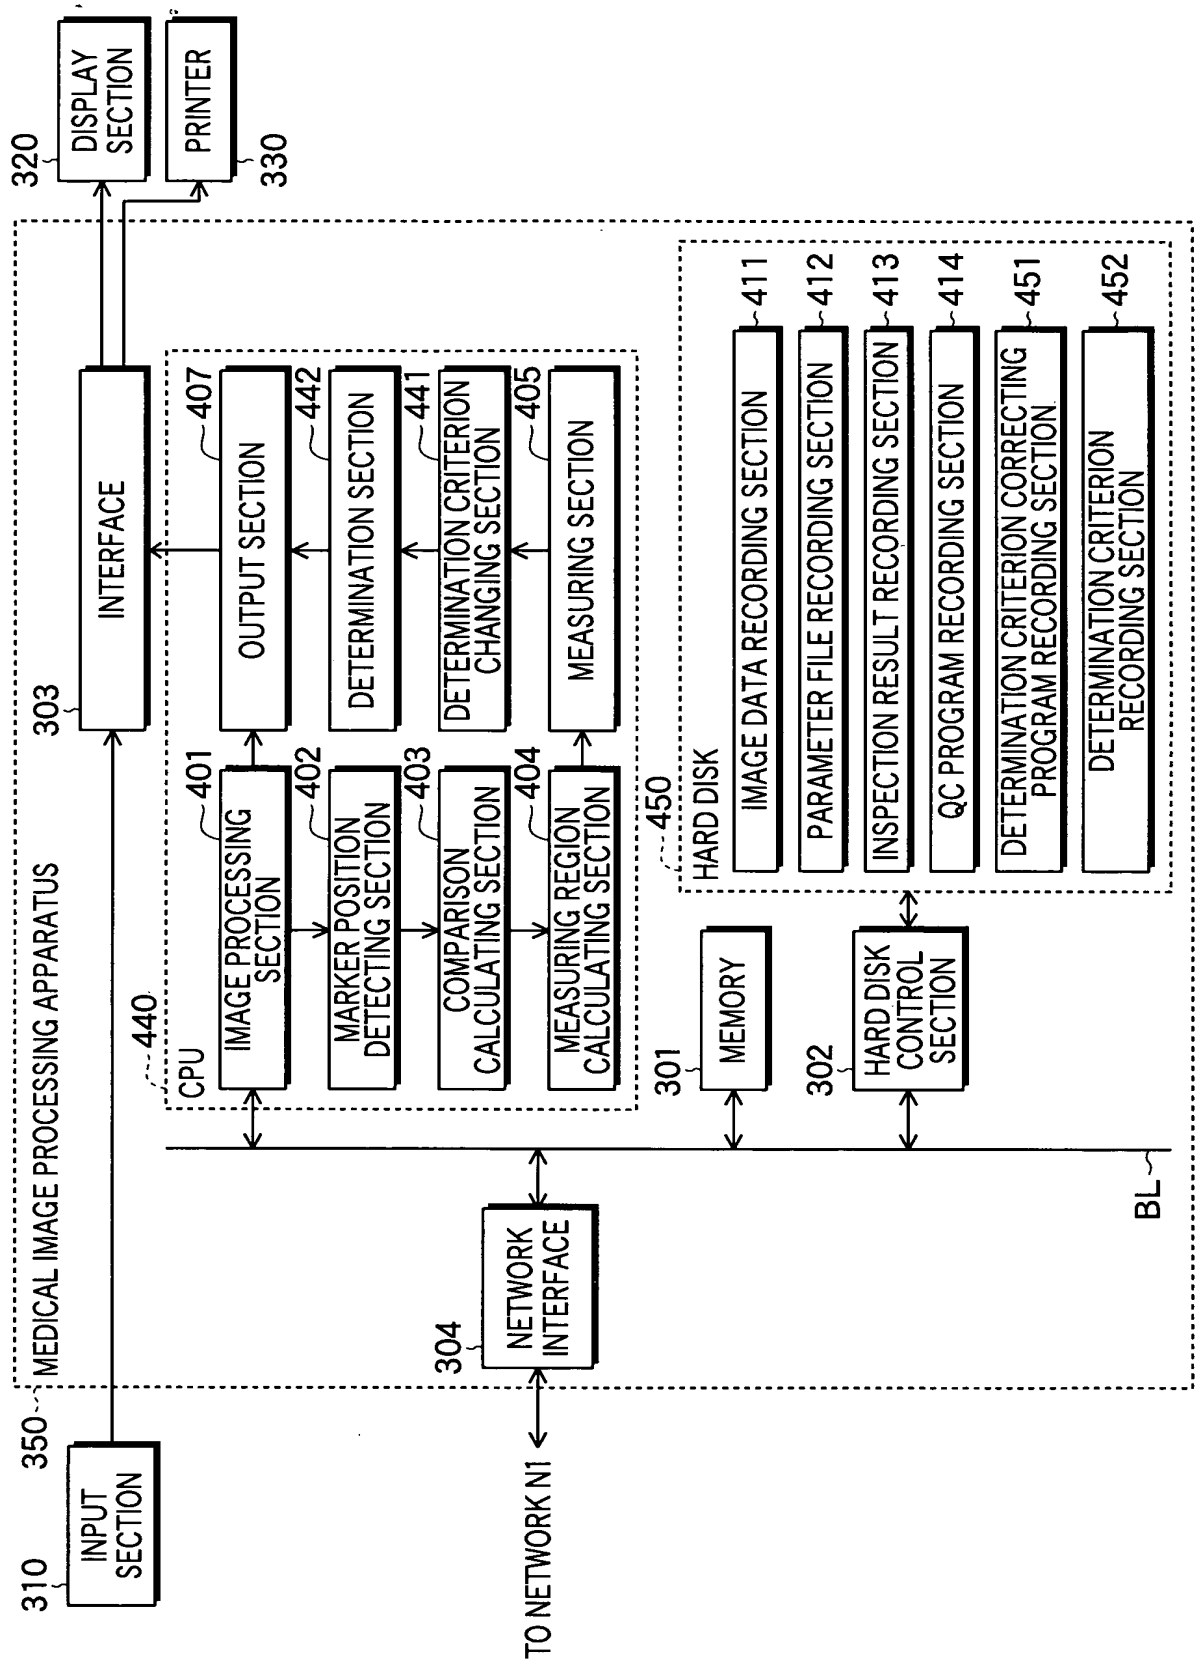 350
MEDICAL IMAGE PROCESSING APPARATUS
310
INPUT
SECTION
303
INTERFACE
320
DISPLAY
SECTION
PRINTER
330
440
CPU
401
IMAGE PROCESSING
SECTION
402
MARKER POSITION
DETECTING SECTION
403
COMPARISON
CALCULATING SECTION
404
MEASURING REGION
CALCULATING SECTION
407
OUTPUT SECTION
442
DETERMINATION SECTION
441
DETERMINATION CRITERION
CHANGING SECTION
405
MEASURING SECTION
304
NETWORK
INTERFACE
TO NETWORK N1
BL
301
MEMORY
302
HARD DISK
CONTROL
SECTION
450
HARD DISK
IMAGE DATA RECORDING SECTION
411
PARAMETER FILE RECORDING SECTION
412
INSPECTION RESULT RECORDING SECTION
413
QC PROGRAM RECORDING SECTION
414
DETERMINATION CRITERION CORRECTING
PROGRAM RECORDING SECTION
451
DETERMINATION CRITERION
RECORDING SECTION
452